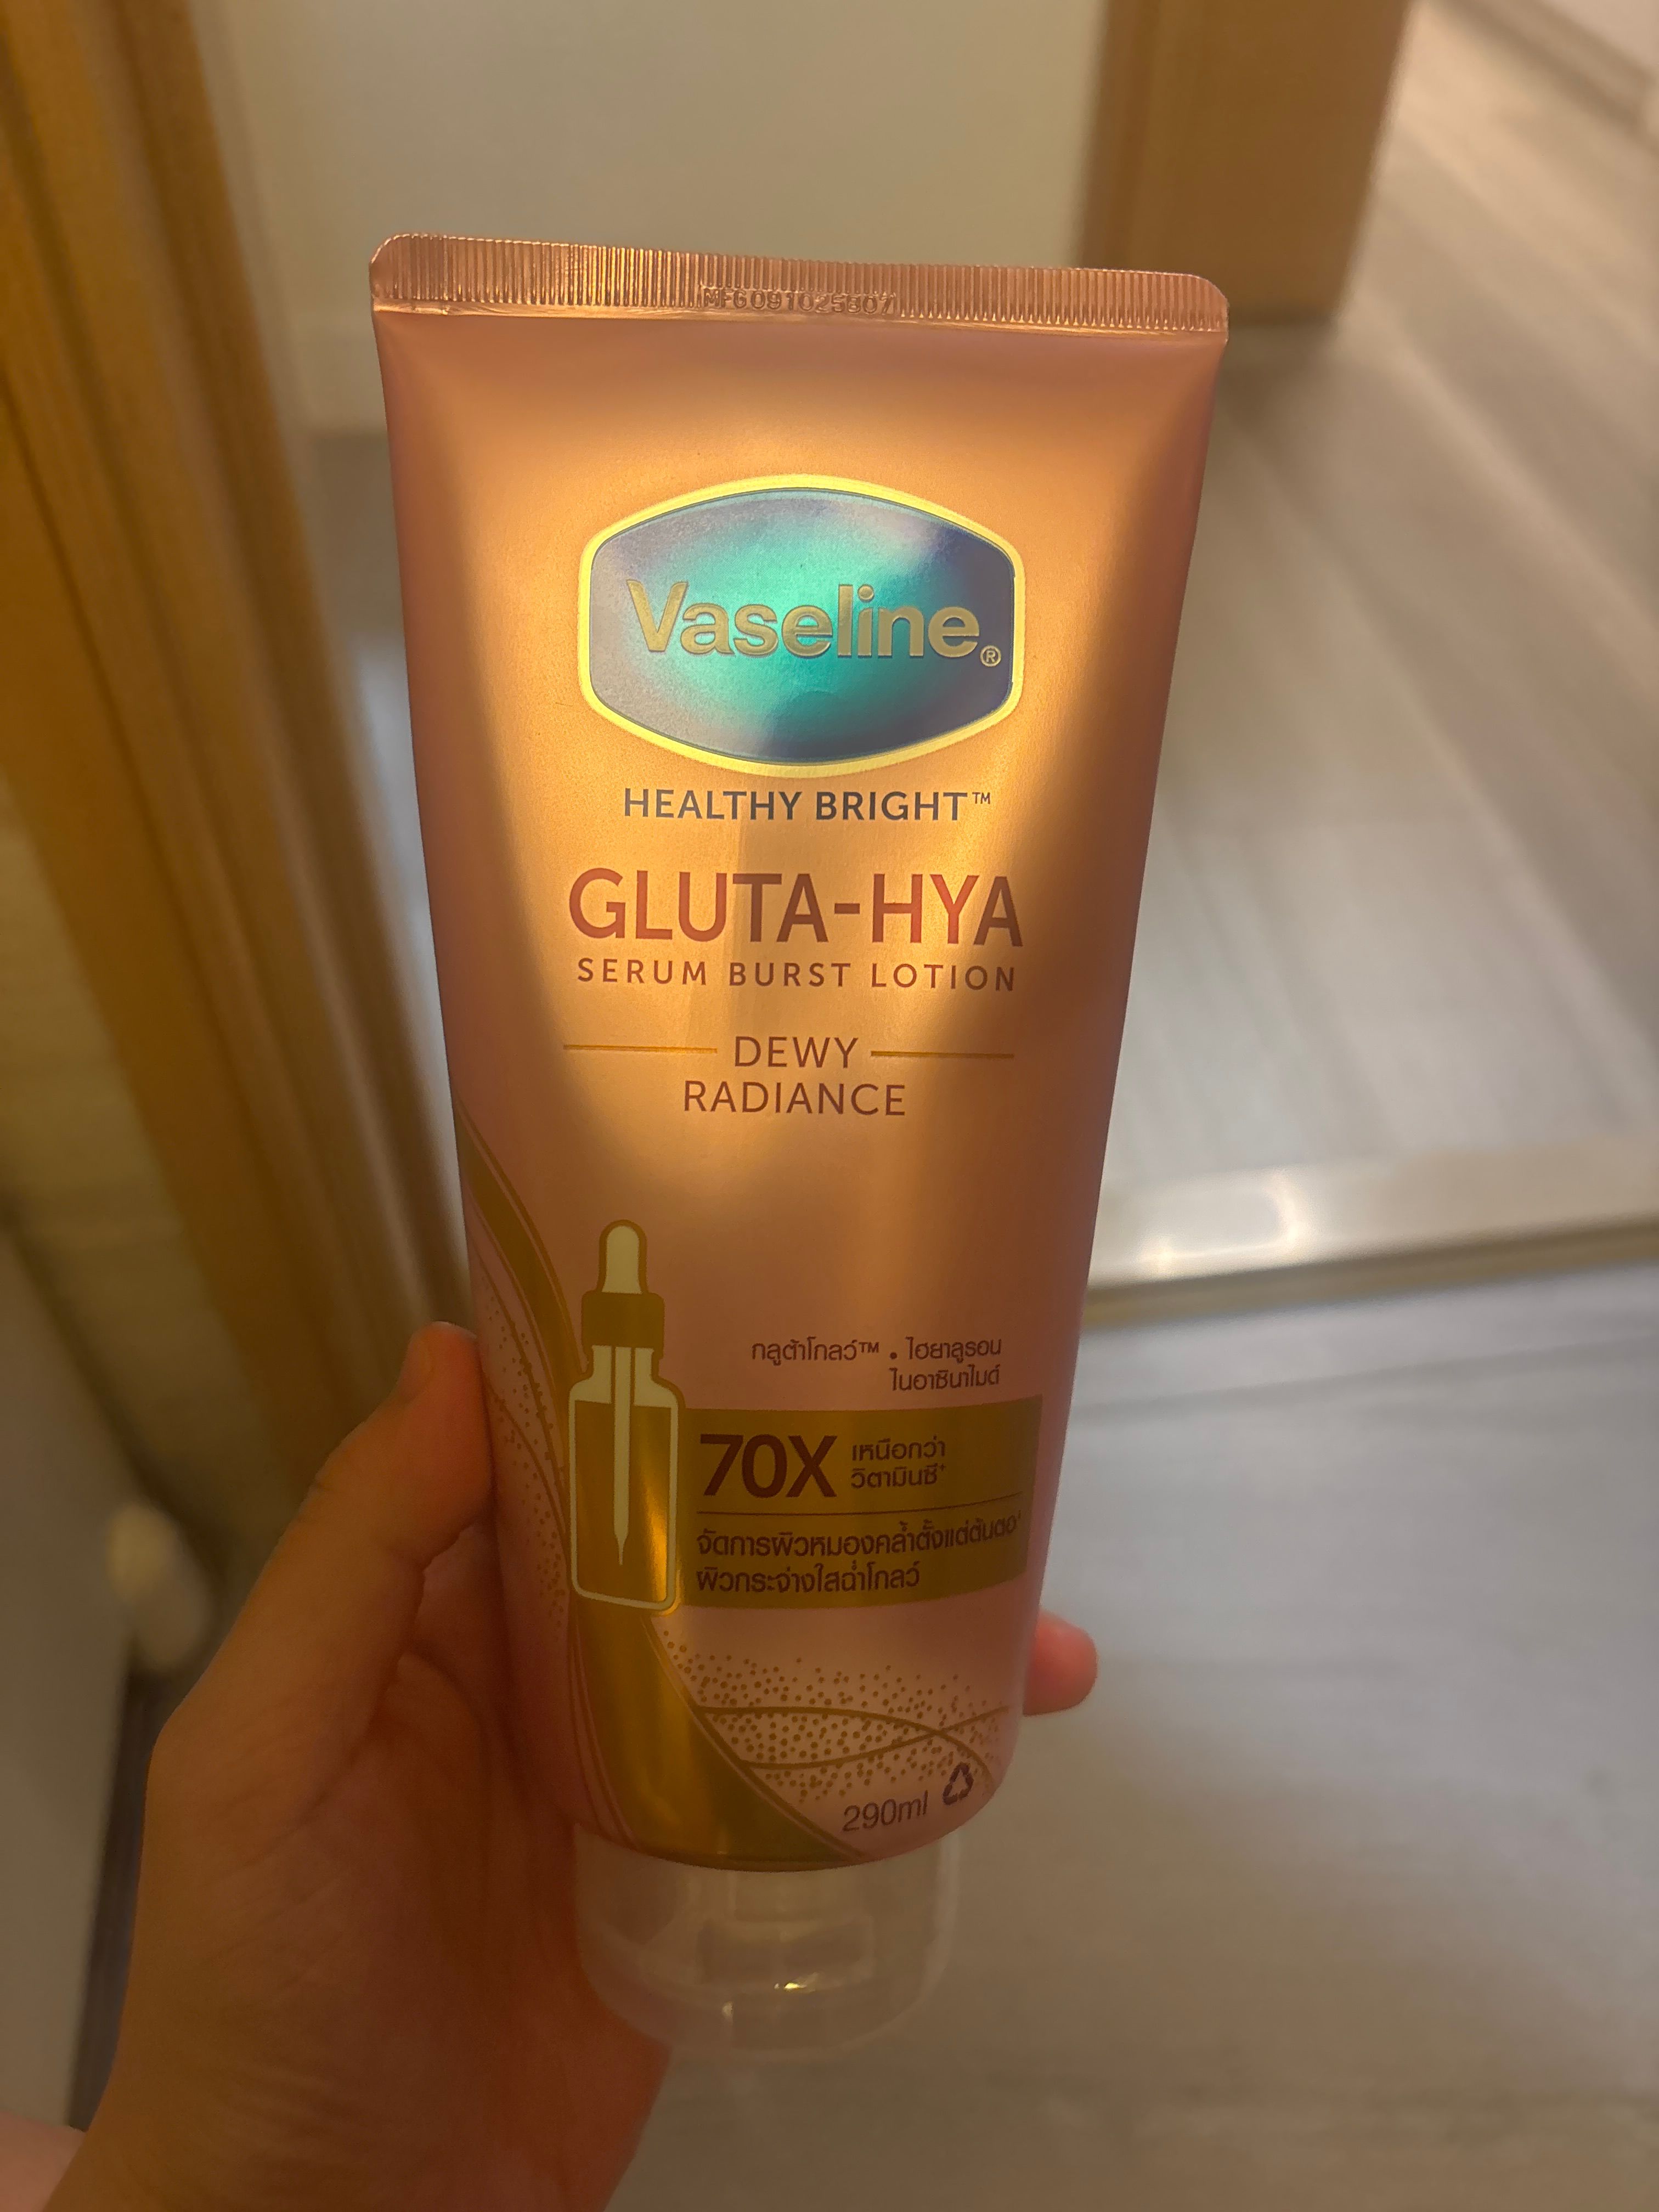 MFG091025807
Vaseline®
HEALTHY BRIGHT™
GLUTA-HYA
SERUM BURST LOTION
DEWY
RADIANCE
กลูต้าโกลว์™ • ไฮยาลูรอน
ไนอาซินาไมด์
70X เหนือกว่า
วิตามินซี⁺
จัดการผิวหมองคล้ำตั้งแต่ต้นตอ
ผิวกระจ่างใสฉ่ำโกลว์
290ml